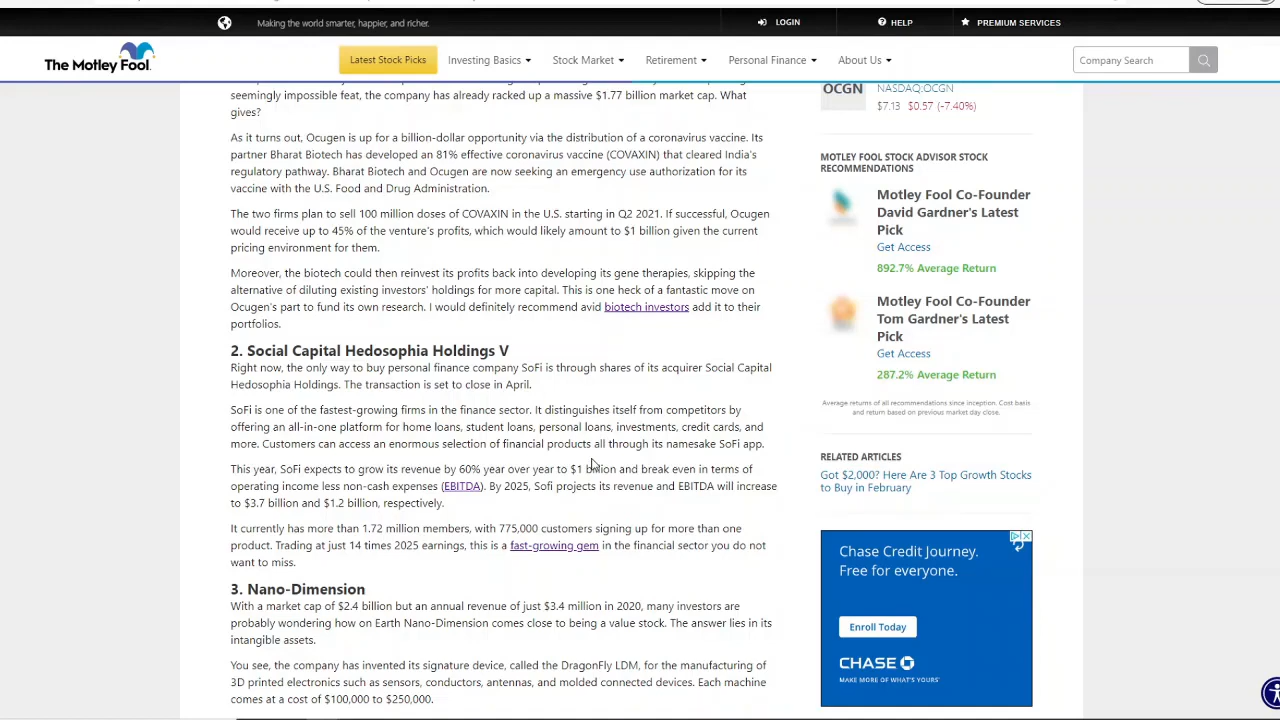 Making the world smarter, happier, and richer.
LOGIN
HELP
PREMIUM SERVICES
The Motley Fool.
Latest Stock Picks
Investing Basics
Stock Market
Retirement
Personal Finance
About Us
Company Search
seemingly impossible feat, the company has already racked up a massive $1.77 billion market cap. What
gives?
As it turns out, Ocugen is up for a billion-dollar opportunity via the distribution of a coronavirus vaccine. Its
partner Bharat Biotech has developed an 81% effective coronavirus vaccine (COVAXIN) that cleared India's
regulatory pathway. Bharat Biotech and Ocugen are now seeking an emergency use authorization for its
vaccine with the U.S. Food and Drug Administration.
The two firms plan to sell 100 million doses of COVAXIN in the U.S. starting in Q2 2021. If successful, Ocugen
would receive up to 45% of the venture's profits, which would likely amount to $1 billion given the current
pricing environment for them.
Moreover, the biotech could then reinvest its profits back into developing its gene therapies, skipping the
alternative of diluting existing investors' holdings for more capital. This is one heck of a fantastic move on
Ocugen's part to fund its own research. I would definitely recommend avid biotech investors add it to their
portfolios.
2. Social Capital Hedosophia Holdings V
Right now, the only way to buy personal finance company SoFi is through shares of its acquirer Social Capital
Hedosophia Holdings. The transaction is set to close in April.
SoFi is one of the fastest-growing firms in the finance sector. It distinguishes itself from competitors by
offering an all-in-one platform for home loans, student loans, personal loans, investments, credit cards, and
more. Customers can access an enormous selection of financial products all through its namesake SoFi app.
This year, SoFi expects to grow its revenue by 60% year over year to $1 billion and break even in terms of
operating income less non-cash expenses (EBITDA). By 2025, Sofi projects its revenue and EBITDA will increase
to $3.7 billion and $1.2 billion, respectively.
It currently has more than 1.72 million members, with 775,000 customers signing up for more than one
product. Trading at just 14 times 2025 earnings, this is a fast-growing gem in the financial sector you do not
want to miss.
3. Nano-Dimension
With a market cap of $2.4 billion but an annual revenue of just $3.4 million in 2020, many investors are
probably wondering how on Earth Nano-Dimension comes close to being a value stock. The answer lies in its
intangible assets.
You see, the company has invented its signature device, called the DragonFly LDM, for the manufacturing of
3D printed electronics such as sensors, conductors, antennas, and molded connected devices. Each machine
comes at a cost of $100,000 to $250,000.
OCGN
NASDAQ:OCGN
$7.13 $0.57 (-7.40%)
MOTLEY FOOL STOCK ADVISOR STOCK
RECOMMENDATIONS
Motley Fool Co-Founder
David Gardner's Latest
Pick
Get Access
892.7% Average Return
Motley Fool Co-Founder
Tom Gardner's Latest
Pick
Get Access
287.2% Average Return
Average returns of all recommendations since inception. Cost basis
and return based on previous market day close.
RELATED ARTICLES
Got $2,000? Here Are 3 Top Growth Stocks
to Buy in February
Chase Credit Journey.
Free for everyone.
Enroll Today
CHASE
MAKE MORE OF WHAT'S YOURS®